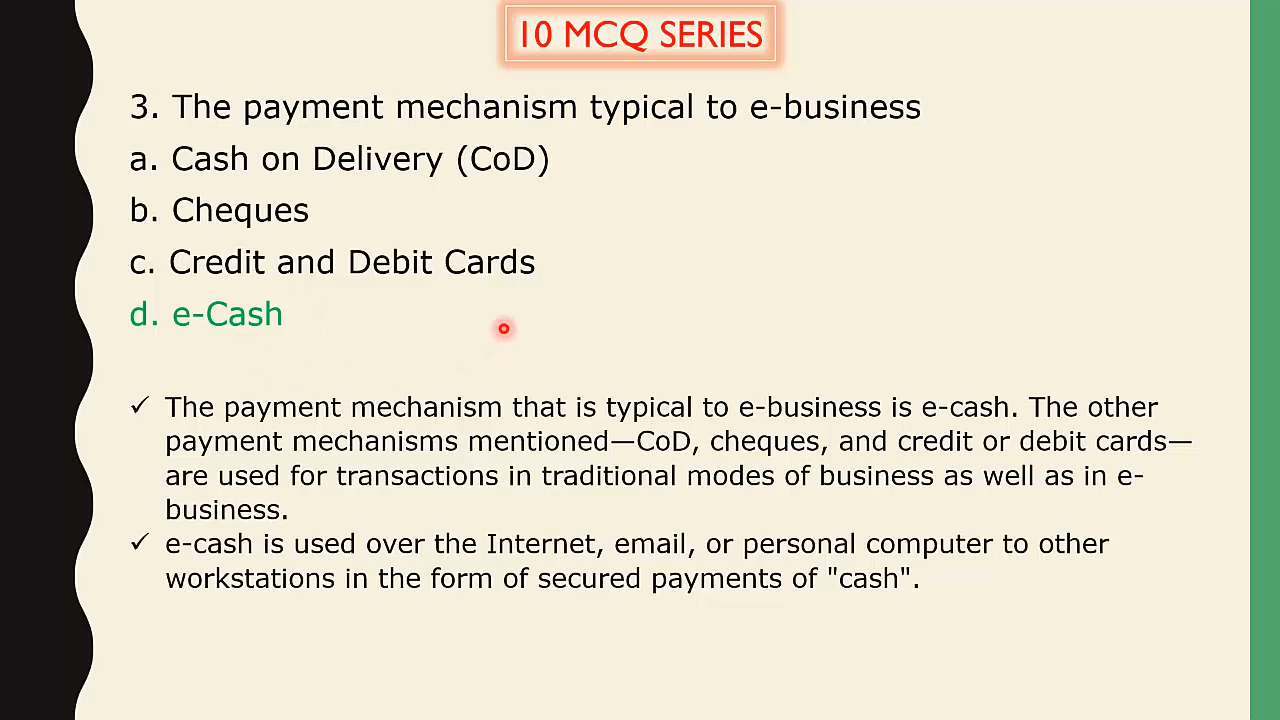 10 MCQ SERIES
3. The payment mechanism typical to e-business
a. Cash on Delivery (CoD)
b. Cheques
c. Credit and Debit Cards
d. e-Cash
✓ The payment mechanism that is typical to e-business is e-cash. The other
payment mechanisms mentioned—CoD, cheques, and credit or debit cards—
are used for transactions in traditional modes of business as well as in e-
business.
✓ e-cash is used over the Internet, email, or personal computer to other
workstations in the form of secured payments of "cash".